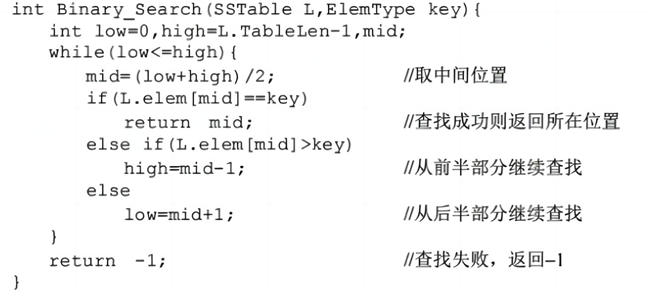 int Binary_Search(SSTable L,ElemType key){
    int low=0,high=L.TableLen-1,mid;
    while(low<=high){
        mid=(low+high)/2;                //取中间位置
        if(L.elem[mid]==key)
            return mid;                  //查找成功则返回所在位置
        else if(L.elem[mid]>key)
            high=mid-1;                  //从前半部分继续查找
        else
            low=mid+1;                   //从后半部分继续查找
    }
    return -1;                           //查找失败，返回–1
}